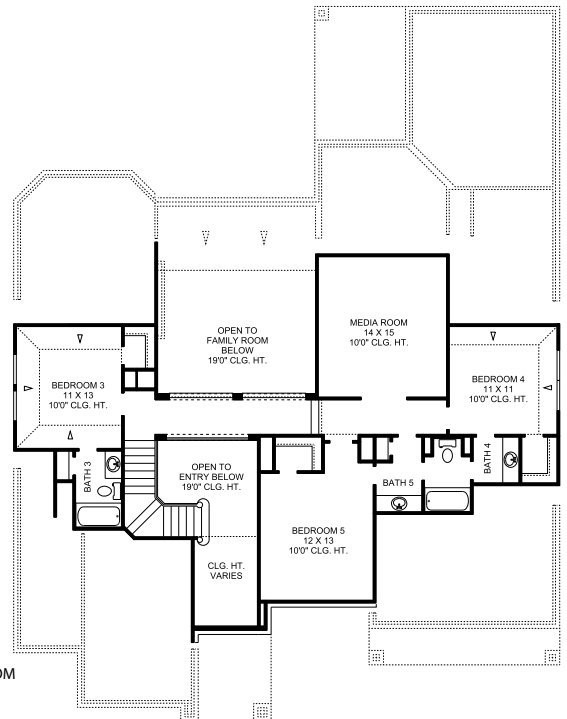 OPEN TO
FAMILY ROOM
BELOW
19'0" CLG. HT.
MEDIA ROOM
14 X 15
10'0" CLG. HT.
BEDROOM 3
11 X 13
10'0" CLG. HT.
BEDROOM 4
11 X 11
10'0" CLG. HT.
BATH 3
OPEN TO
ENTRY BELOW
19'0" CLG. HT.
BATH 4
BATH 5
BEDROOM 5
12 X 13
10'0" CLG. HT.
CLG. HT.
VARIES
OM